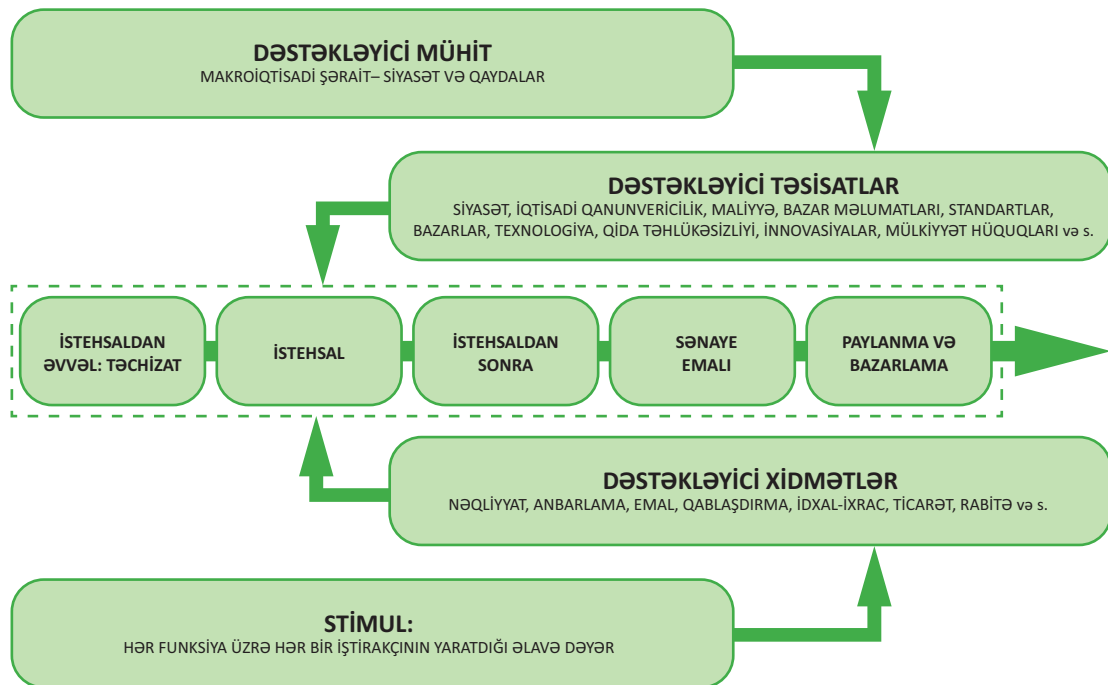 DƏSTƏKLƏYİCİ MÜHİT
MAKROİQTİSADİ ŞƏRAİT– SİYASƏT VƏ QAYDALAR
DƏSTƏKLƏYİCİ TƏSİSATLAR
SİYASƏT, İQTİSADİ QANUNVERİCİLİK, MALİYYƏ, BAZAR MƏLUMATLARI, STANDARTLAR,
BAZARLAR, TEXNOLOGİYA, QİDA TƏHLÜKƏSİZLİYİ, İNNOVASİYALAR, MÜLKİYYƏT HÜQUQLARI və s.
İSTEHSALDAN
ƏVVƏL: TƏCHİZAT
İSTEHSAL
İSTEHSALDAN
SONRA
SƏNAYE
EMALI
PAYLANMA VƏ
BAZARLAMA
DƏSTƏKLƏYİCİ XİDMƏTLƏR
NƏQLİYYAT, ANBARLAMA, EMAL, QABLAŞDIRMA, İDXAL-İXRAC, TİCARƏT, RABİTƏ və s.
STİMUL:
HƏR FUNKSİYA ÜZRƏ HƏR BİR İŞTİRAKÇININ YARATDIĞI ƏLAVƏ DƏYƏR